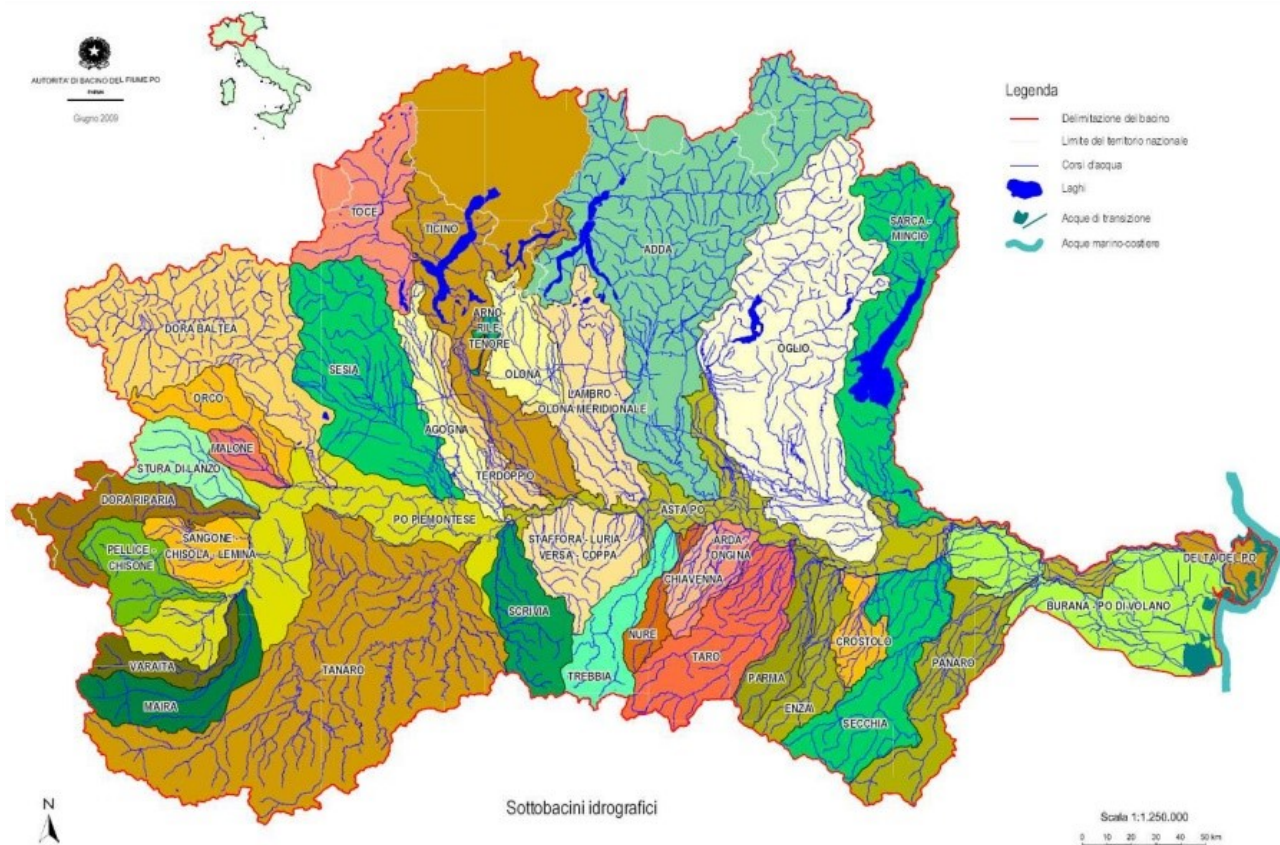 AUTORITA' DI BACINO DEL FIUME PO
PARMA
Giugno 2009
Legenda
Delimitazione del bacino
Limite del territorio nazionale
Corsi d'acqua
Laghi
Acque di transizione
Acque marino-costiere
TOCE
TICINO
ADDA
SARCA -
MINCIO
DORA BALTEA
SESIA
ARNO-
RILE-
TENORE
OLONA
LAMBRO -
OLONA MERIDIONALE
OGLIO
ORCO
AGOGNA
MALONE
STURA DI LANZO
TERDOPPIO
DORA RIPARIA
PO PIEMONTESE
ASTA PO
SANGONE
- CHISOLA - LEMINA
PELLICE -
CHISONE
STAFFORA - LURIA
VERSA - COPPA
ARDA -
ONGINA
CHIAVENNA
DELTA DEL PO
BURANA - PO DI VOLANO
SCRIVIA
NURE
CROSTOLO
VARAITA
TANARO
TREBBIA
TARO
PARMA
PANARO
MAIRA
ENZA
SECCHIA
N
Sottobacini idrografici
Scala 1:1.250.000
0 10 20 30 40 50 km